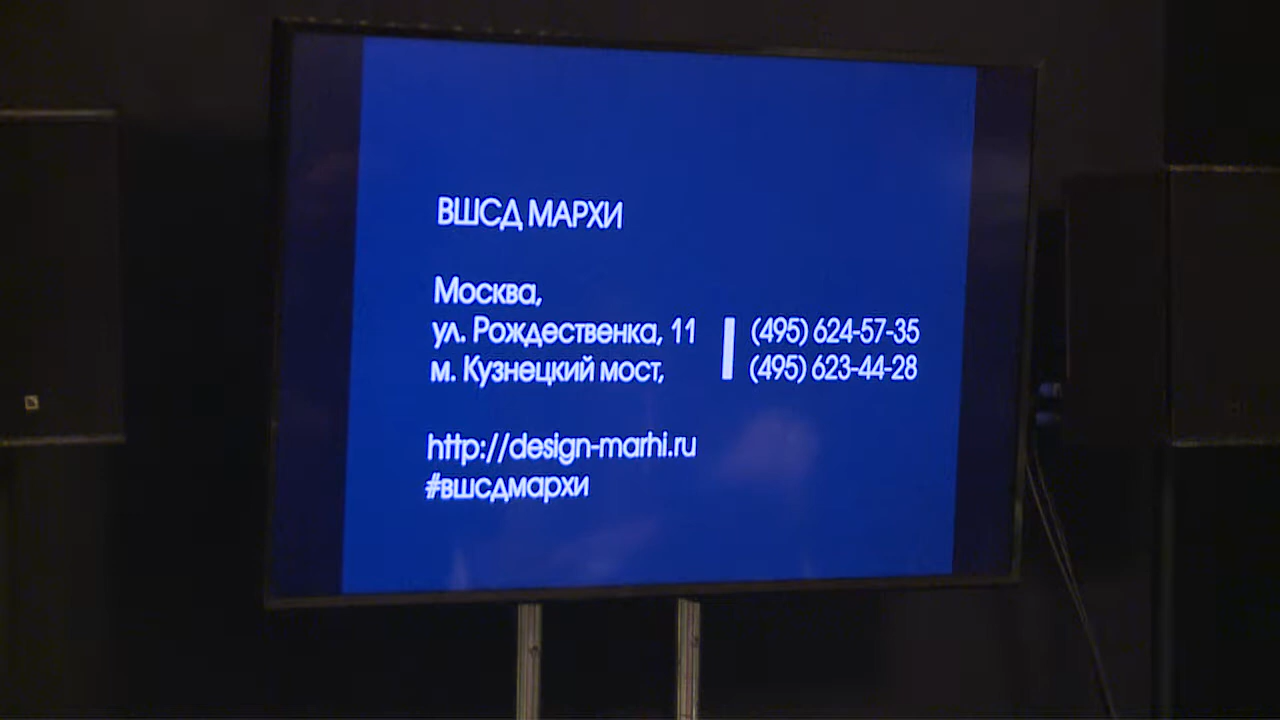 ВШСД МАРХИ
Москва,
ул. Рождественка, 11
м. Кузнецкий мост,
(495) 624-57-35
(495) 623-44-28
http://design-marhi.ru
#вшсдмархи